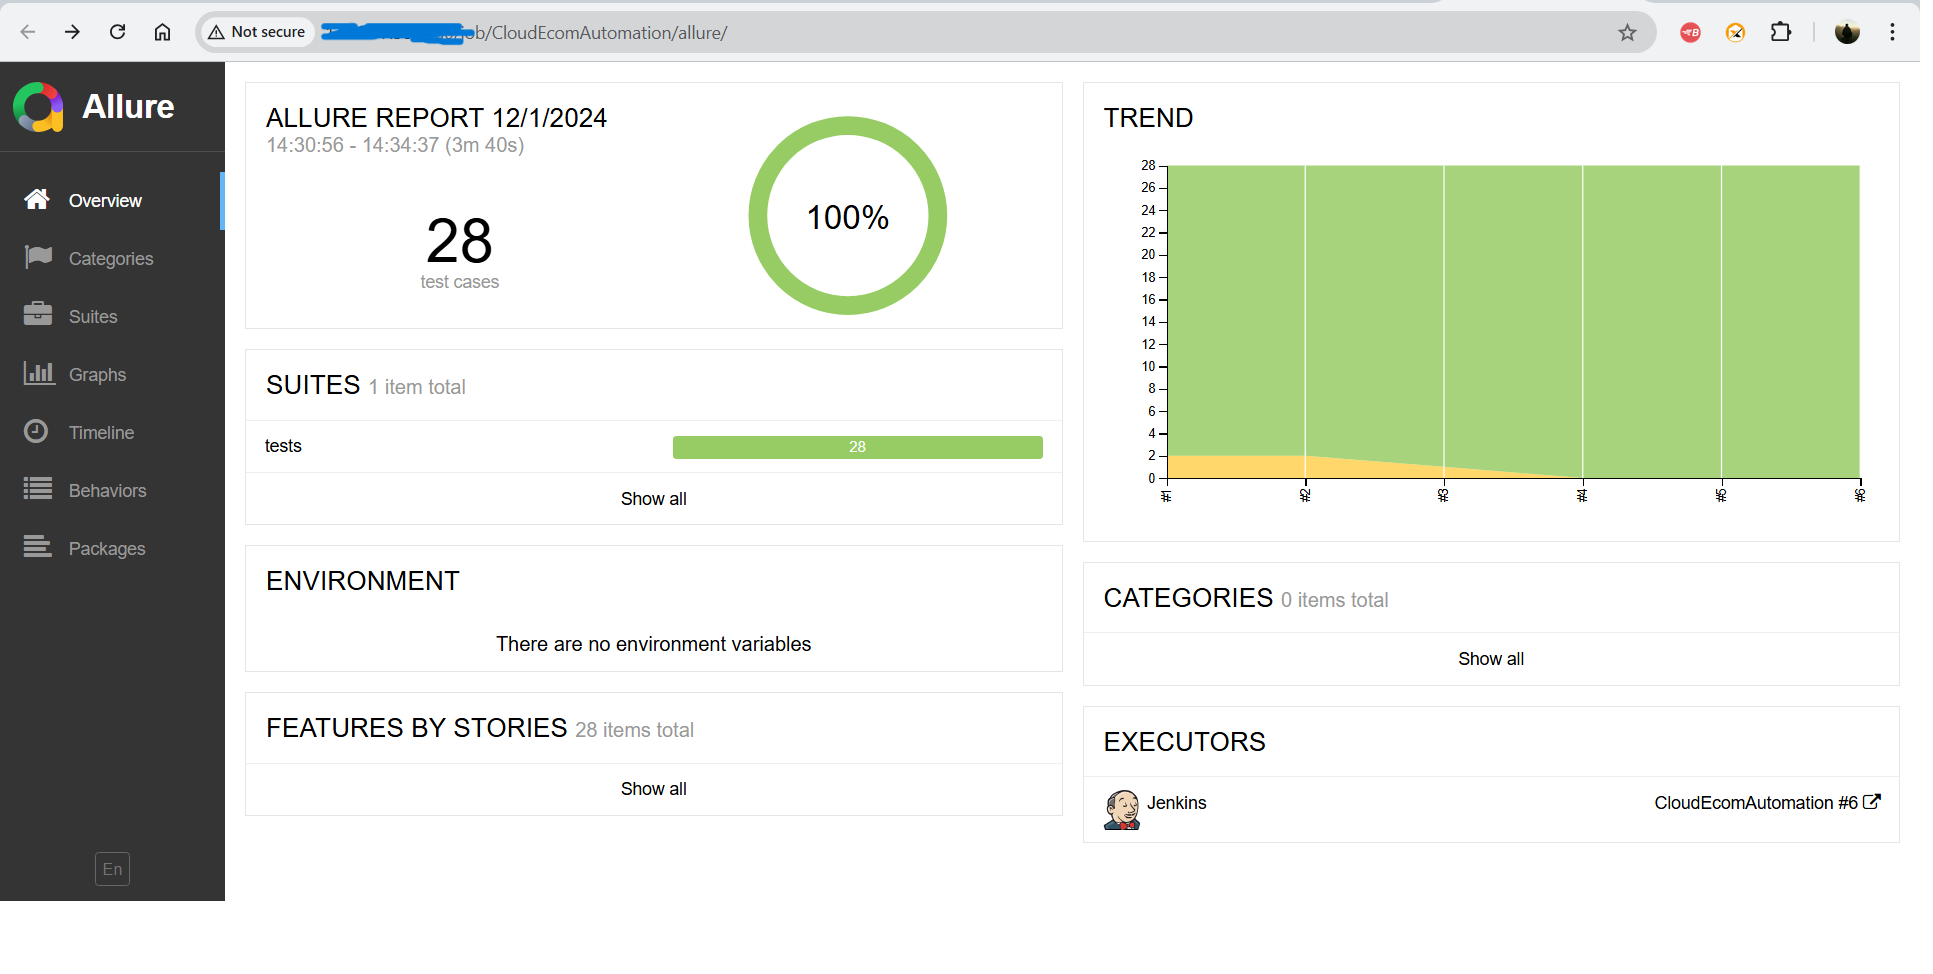 Not secure
ob/CloudEcomAutomation/allure/
Allure
Overview
Categories
Suites
Graphs
Timeline
Behaviors
Packages
En
ALLURE REPORT 12/1/2024
14:30:56 - 14:34:37 (3m 40s)
28
test cases
100%
SUITES 1 item total
tests
28
Show all
ENVIRONMENT
There are no environment variables
FEATURES BY STORIES 28 items total
Show all
TREND
28
26
24
22
20
18
16
14
12
10
8
6
4
2
0
#1
#2
#3
#4
#5
#6
CATEGORIES 0 items total
Show all
EXECUTORS
Jenkins
CloudEcomAutomation #6